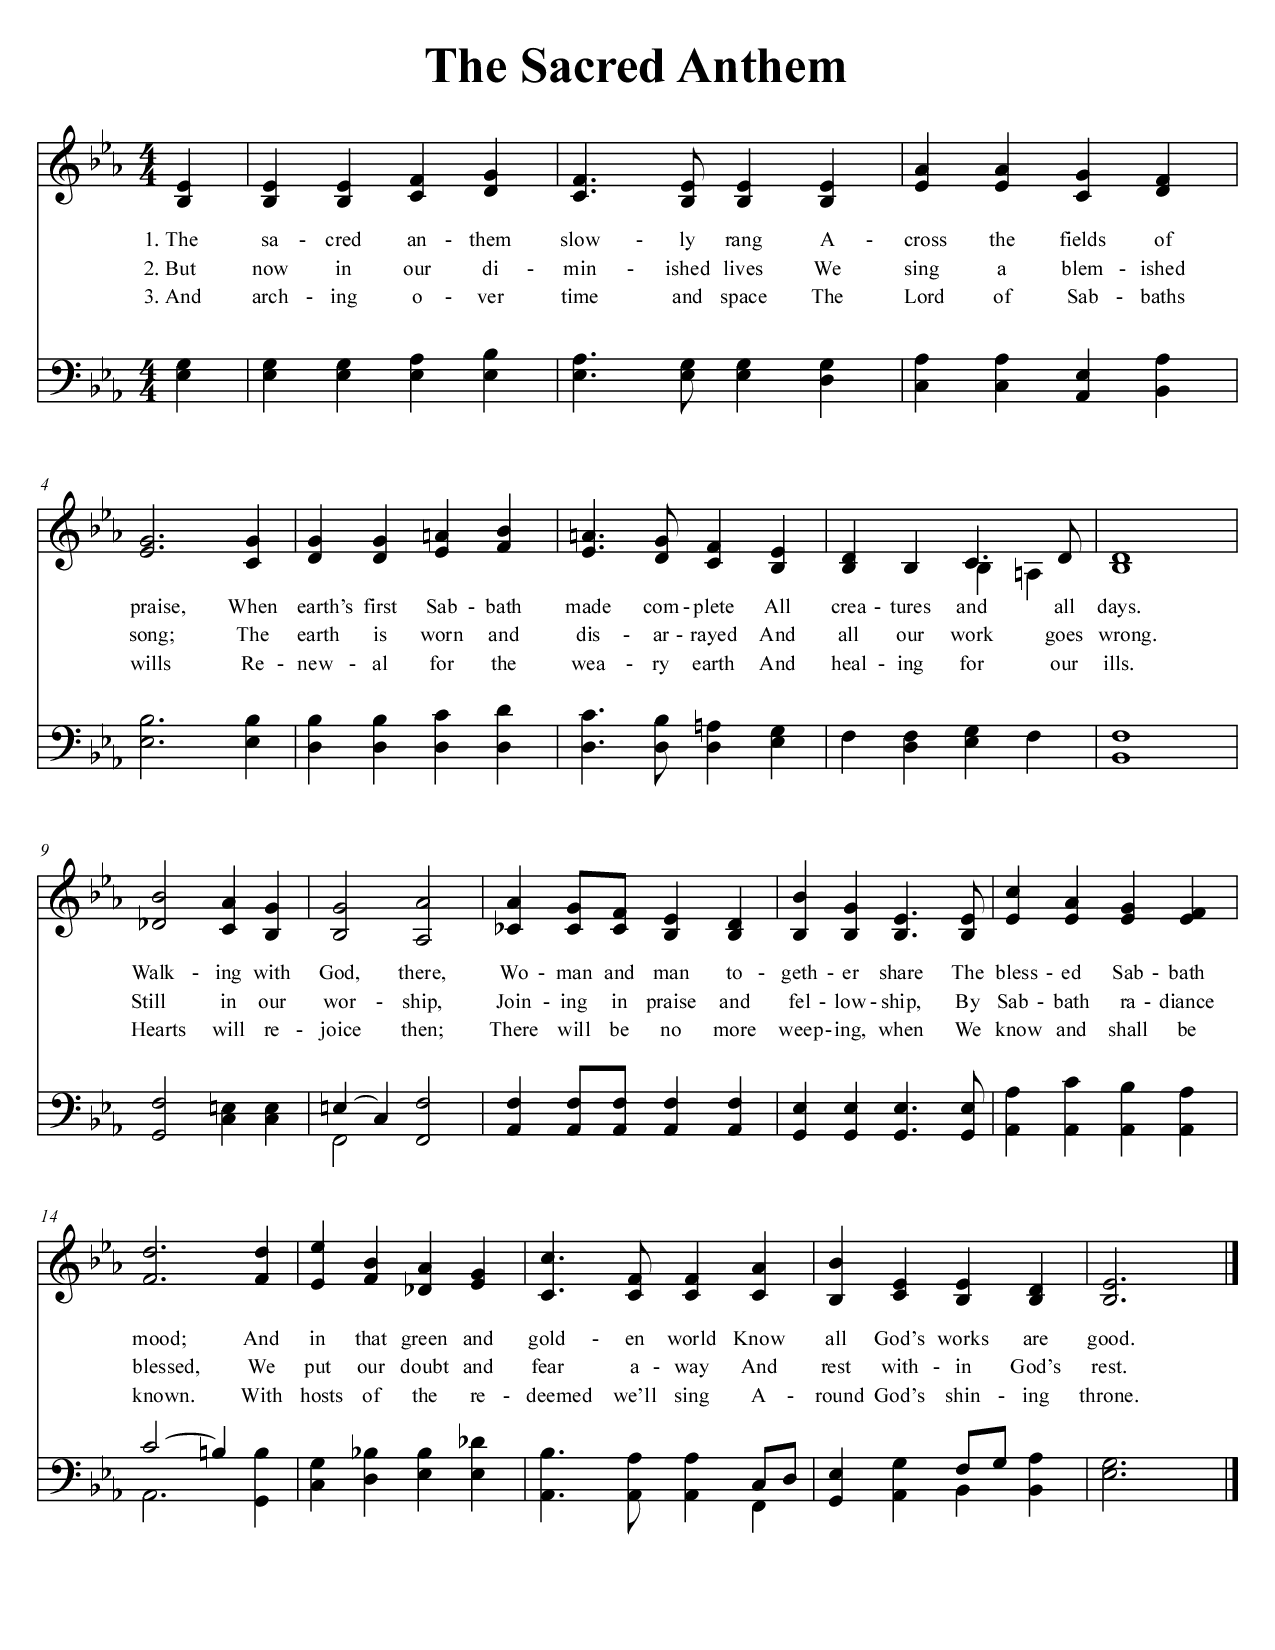 The Sacred Anthem
1. The sa - cred an - them slow - ly rang A - cross the fields of
2. But now in our di - min - ished lives We sing a blem - ished
3. And arch - ing o - ver time and space The Lord of Sab - baths
4
praise, When earth's first Sab - bath made com - plete All crea - tures and all days.
song; The earth is worn and dis - ar - rayed And all our work goes wrong.
wills Re - new - al for the wea - ry earth And heal - ing for our ills.
9
Walk - ing with God, there, Wo - man and man to - geth - er share The bless - ed Sab - bath
Still in our wor - ship, Join - ing in praise and fel - low - ship, By Sab - bath ra - diance
Hearts will re - joice then; There will be no more weep - ing, when We know and shall be
14
mood; And in that green and gold - en world Know all God's works are good.
blessed, We put our doubt and fear a - way And rest with - in God's rest.
known. With hosts of the re - deemed we'll sing A - round God's shin - ing throne.